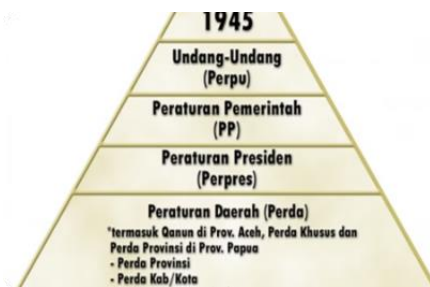 1945
Undang-Undang
(Perpu)
Peraturan Pemerintah
(PP)
Peraturan Presiden
(Perpres)
Peraturan Daerah (Perda)
*termasuk Qanun di Prov. Aceh, Perda Khusus dan
Perda Provinsi di Prov. Papua
- Perda Provinsi
- Perda Kab/Kota